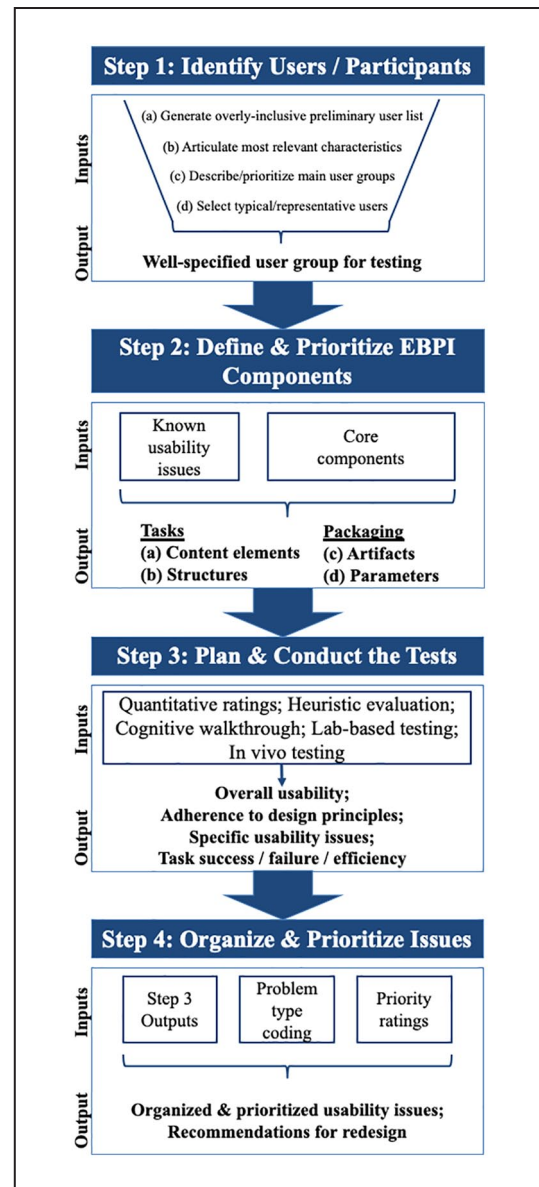 Step 1: Identify Users / Participants
Inputs
(a) Generate overly-inclusive preliminary user list
(b) Articulate most relevant characteristics
(c) Describe/prioritize main user groups
(d) Select typical/representative users
Output
Well-specified user group for testing
Step 2: Define & Prioritize EBPI
Components
Inputs
Known
usability
issues
Core
components
Output
Tasks
(a) Content elements
(b) Structures
Packaging
(c) Artifacts
(d) Parameters
Step 3: Plan & Conduct the Tests
Inputs
Quantitative ratings; Heuristic evaluation;
Cognitive walkthrough; Lab-based testing;
In vivo testing
Output
Overall usability;
Adherence to design principles;
Specific usability issues;
Task success / failure / efficiency
Step 4: Organize & Prioritize Issues
Inputs
Step 3
Outputs
Problem
type
coding
Priority
ratings
Output
Organized & prioritized usability issues;
Recommendations for redesign